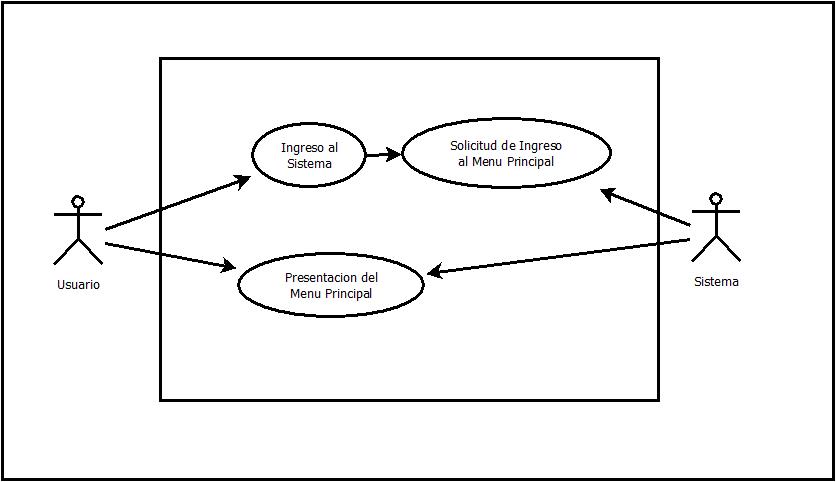 Ingreso al
Sistema
Solicitud de Ingreso
al Menu Principal
Usuario
Presentacion del
Menu Principal
Sistema